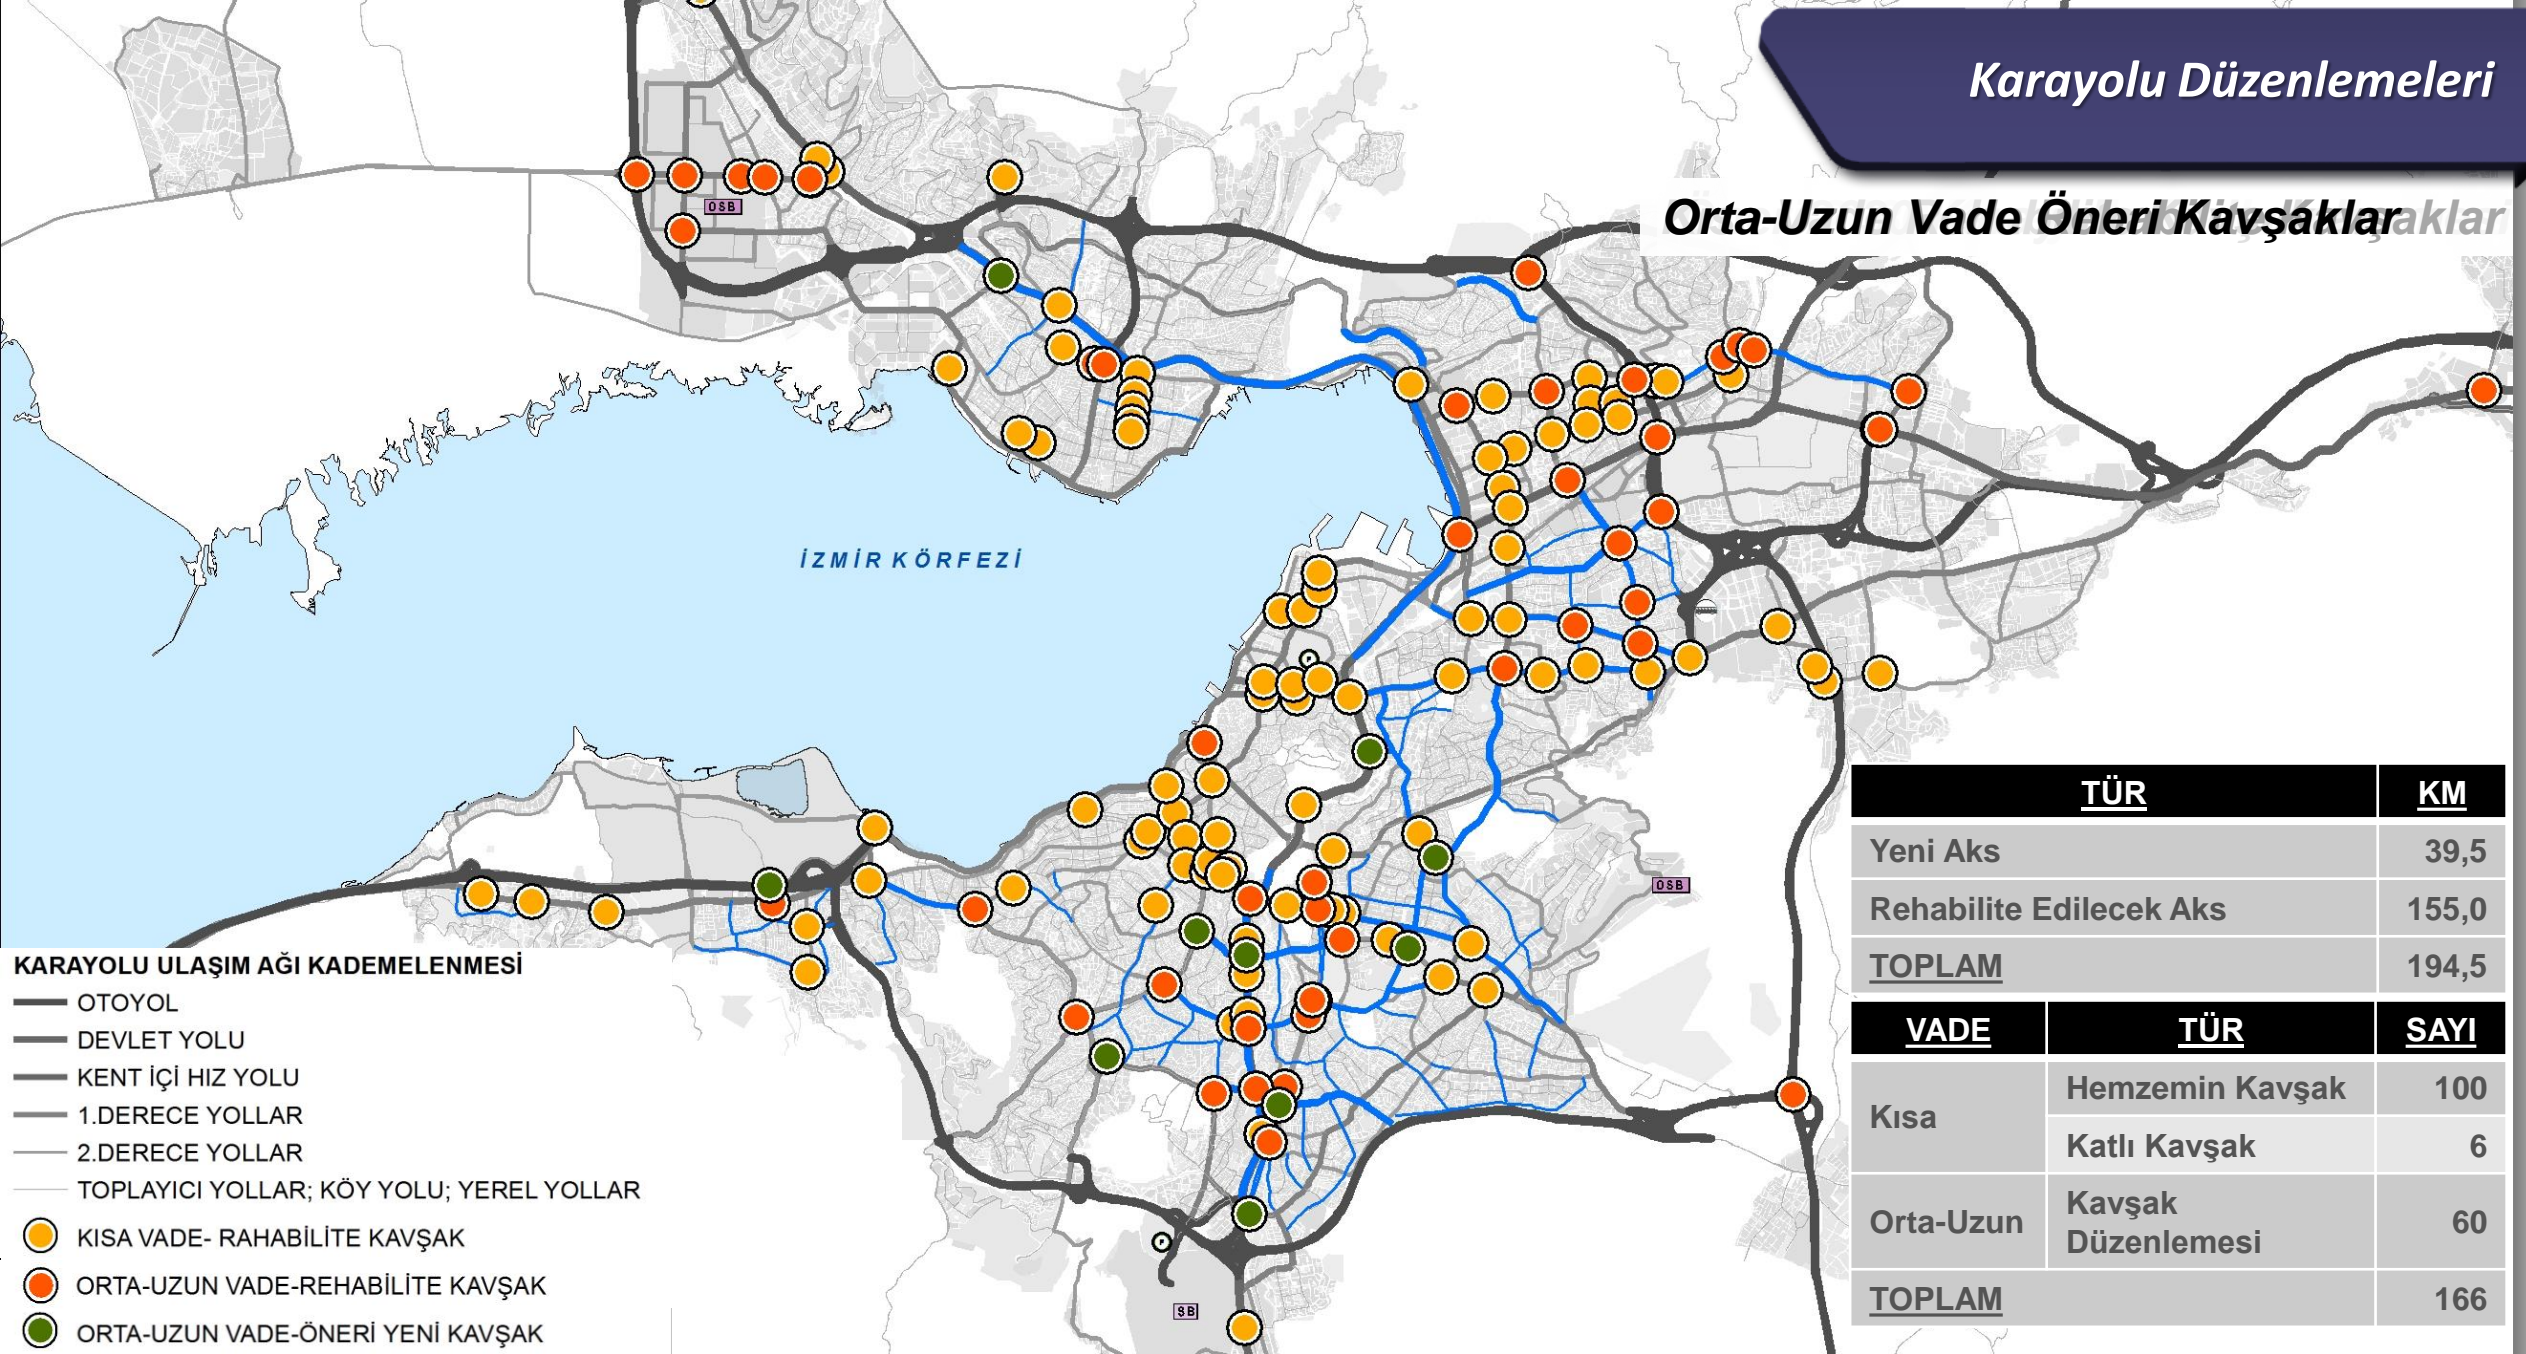 Karayolu Düzenlemeleri
Orta-Uzun Vade Öneri Kavşaklar
OSB
İZMİR KÖRFEZİ
OSB
SB
KARAYOLU ULAŞIM AĞI KADEMELENMESİ
OTOYOL
DEVLET YOLU
KENT İÇİ HIZ YOLU
1.DERECE YOLLAR
2.DERECE YOLLAR
TOPLAYICI YOLLAR; KÖY YOLU; YEREL YOLLAR
KISA VADE- RAHABİLİTE KAVŞAK
ORTA-UZUN VADE-REHABİLİTE KAVŞAK
ORTA-UZUN VADE-ÖNERİ YENİ KAVŞAK
TÜR KM
Yeni Aks 39,5
Rehabilite Edilecek Aks 155,0
TOPLAM 194,5
VADE TÜR SAYI
Kısa Hemzemin Kavşak 100
Katlı Kavşak 6
Orta-Uzun Kavşak Düzenlemesi 60
TOPLAM 166